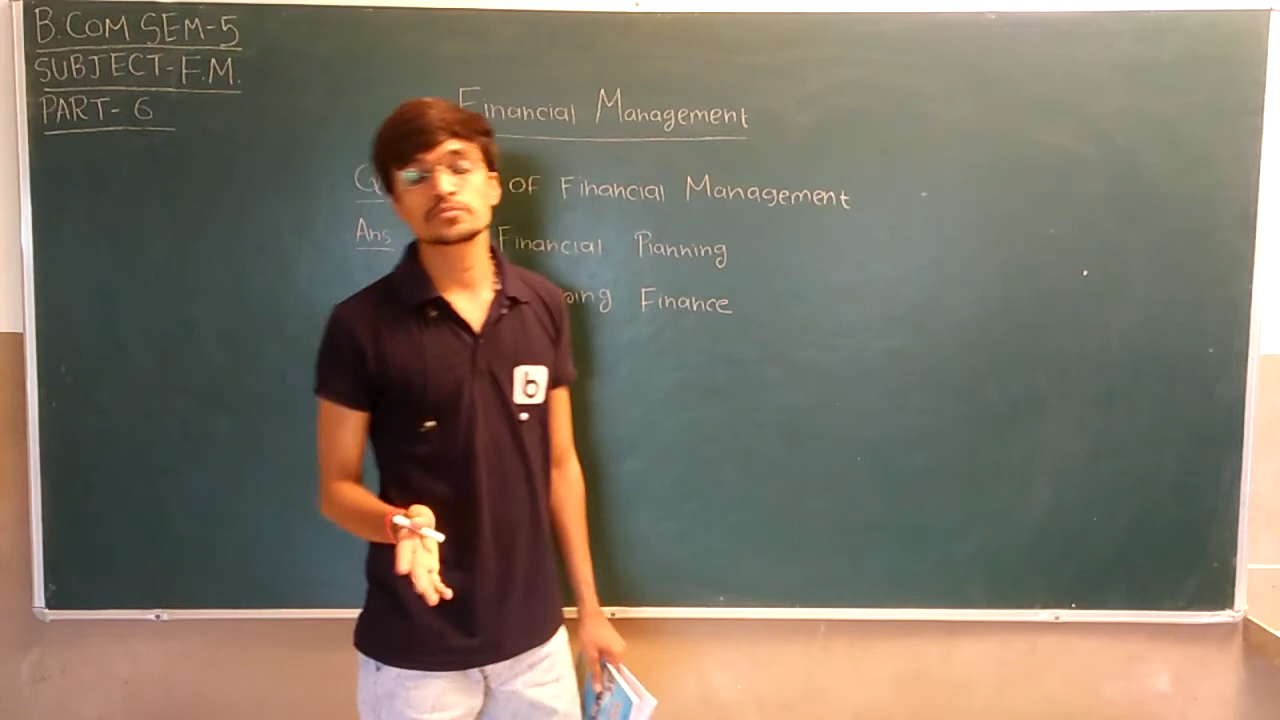 B.COM SEM-5
SUBJECT-F.M.
PART-6
Financial Management
OF Financial Management
Ans Financial Planning
Finance
b